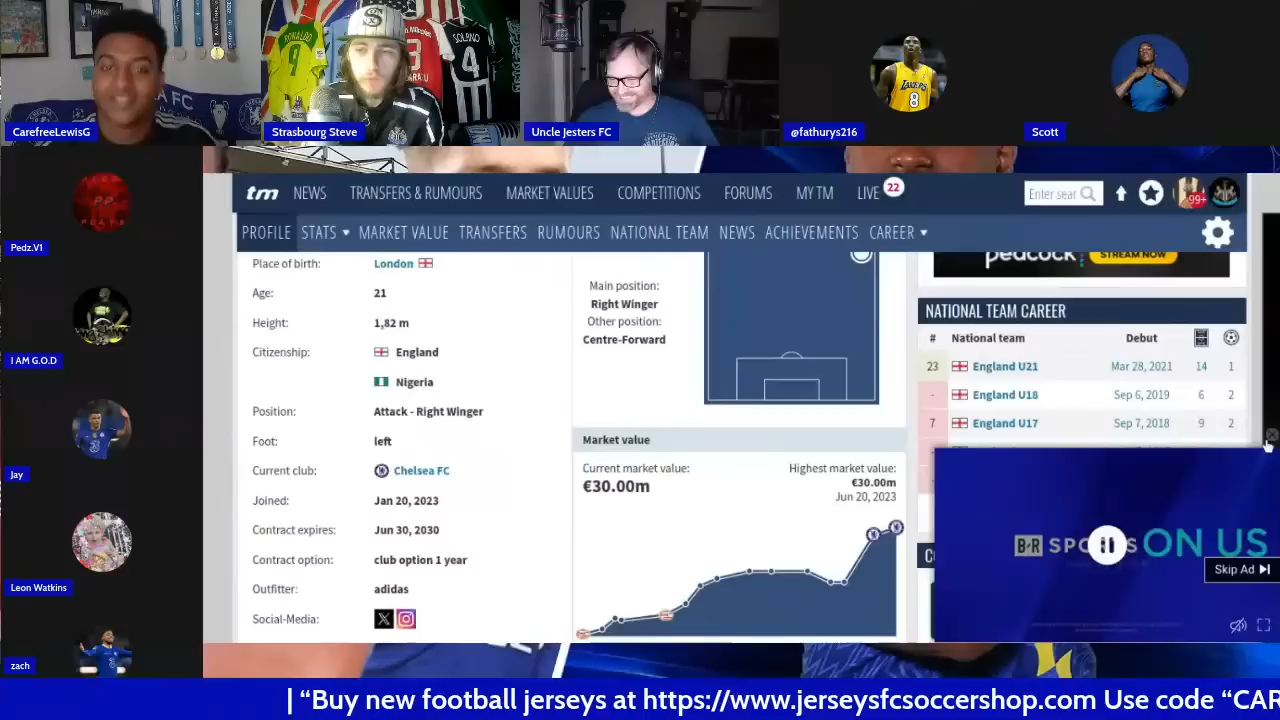 CarefreeLewisG
Strasbourg Steve
Uncle Jesters FC
@fathurys216
Scott
RONALDO
9
SOLANO
4
LAKERS
8
Pedz.V1
I AM G.O.D
Jay
Leon Watkins
zach
tm NEWS TRANSFERS & RUMOURS MARKET VALUES COMPETITIONS FORUMS MY TM LIVE 22
Enter sear
99+
PROFILE STATS MARKET VALUE TRANSFERS RUMOURS NATIONAL TEAM NEWS ACHIEVEMENTS CAREER
Place of birth: London
Age: 21
Height: 1,82 m
Citizenship: England
Nigeria
Position: Attack - Right Winger
Foot: left
Current club: Chelsea FC
Joined: Jan 20, 2023
Contract expires: Jun 30, 2030
Contract option: club option 1 year
Outfitter: adidas
Social-Media:
Main position:
Right Winger
Other position:
Centre-Forward
Market value
Current market value:
€30.00m
Highest market value:
€30.00m
Jun 20, 2023
peacock STREAM NOW
NATIONAL TEAM CAREER
# National team Debut
23 England U21 Mar 28, 2021 14 1
- England U18 Sep 6, 2019 6 2
7 England U17 Sep 7, 2018 9 2
B/R SPORTS ON US
Skip Ad
| “Buy new football jerseys at https://www.jerseysfcsoccershop.com Use code “CAR